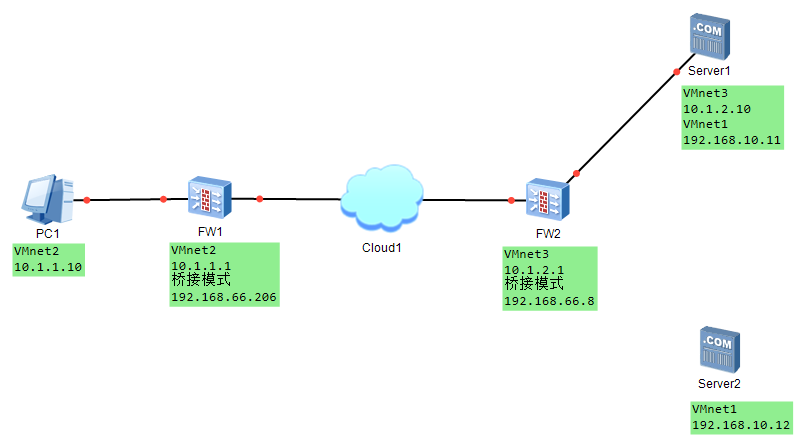 .COM
Server1
VMnet3
10.1.2.10
VMnet1
192.168.10.11
PC1
VMnet2
10.1.1.10
FW1
VMnet2
10.1.1.1
桥接模式
192.168.66.206
Cloud1
FW2
VMnet3
10.1.2.1
桥接模式
192.168.66.8
.COM
Server2
VMnet1
192.168.10.12